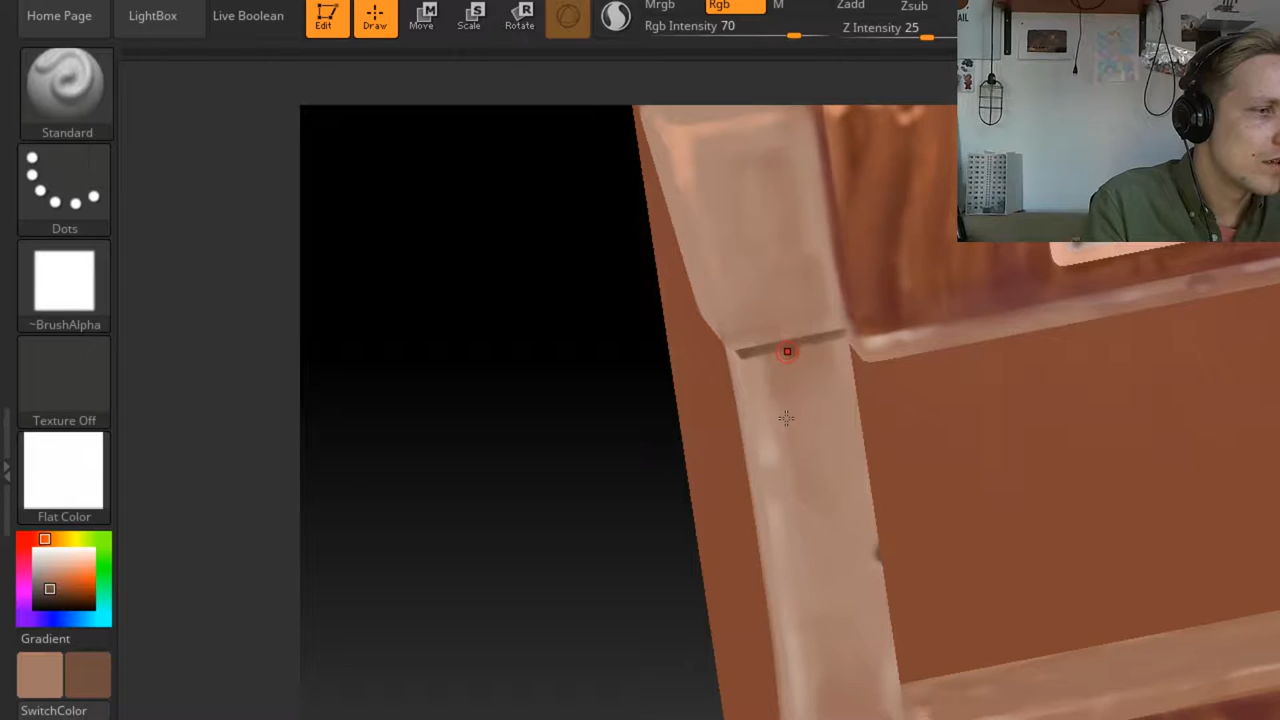 Home Page
LightBox
Live Boolean
Edit
Draw
Move
Scale
Rotate
Mrgb
Rgb
M
Zadd
Zsub
Rgb Intensity 70
Z Intensity 25
Standard
Dots
~BrushAlpha
Texture Off
Flat Color
Gradient
SwitchColor